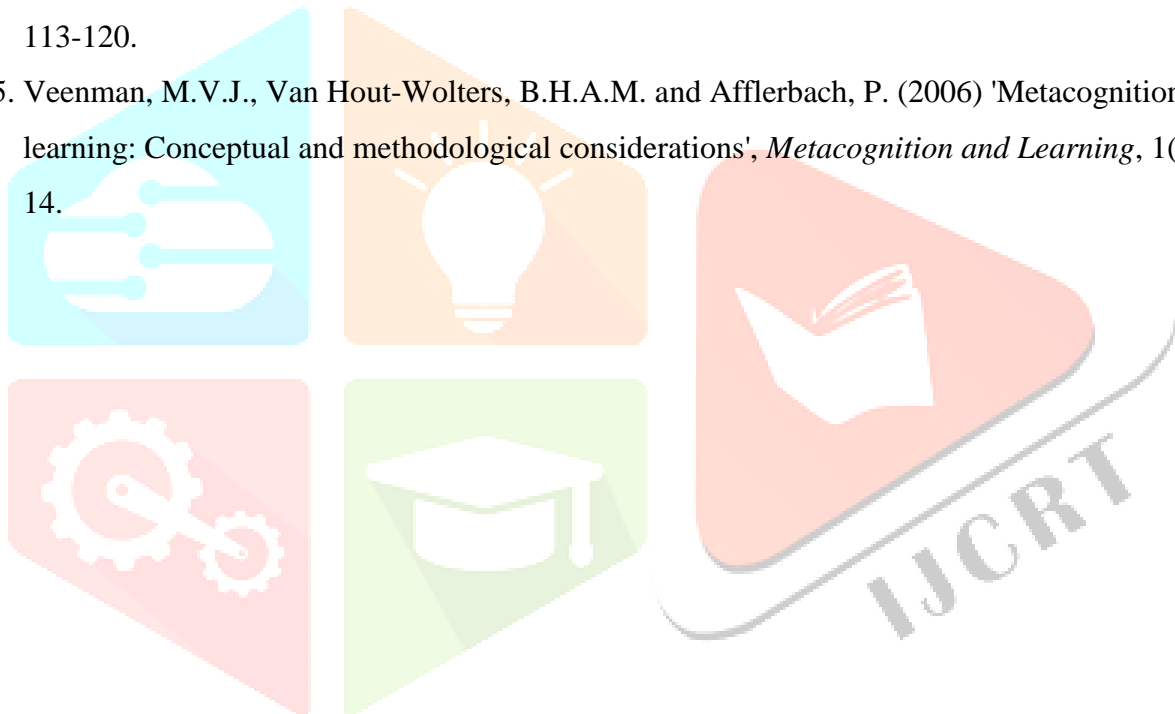 113-120.
5. Veenman, M.V.J., Van Hout-Wolters, B.H.A.M. and Afflerbach, P. (2006) 'Metacognition
learning: Conceptual and methodological considerations', Metacognition and Learning, 1(
14.
IJCRT